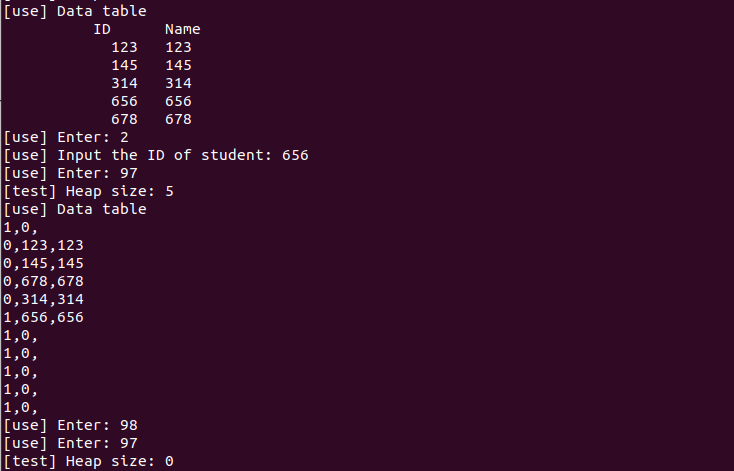 [use] Data table
ID Name
123 123
145 145
314 314
656 656
678 678
[use] Enter: 2
[use] Input the ID of student: 656
[use] Enter: 97
[test] Heap size: 5
[use] Data table
1,0,
0,123,123
0,145,145
0,678,678
0,314,314
1,656,656
1,0,
1,0,
1,0,
1,0,
1,0,
[use] Enter: 98
[use] Enter: 97
[test] Heap size: 0